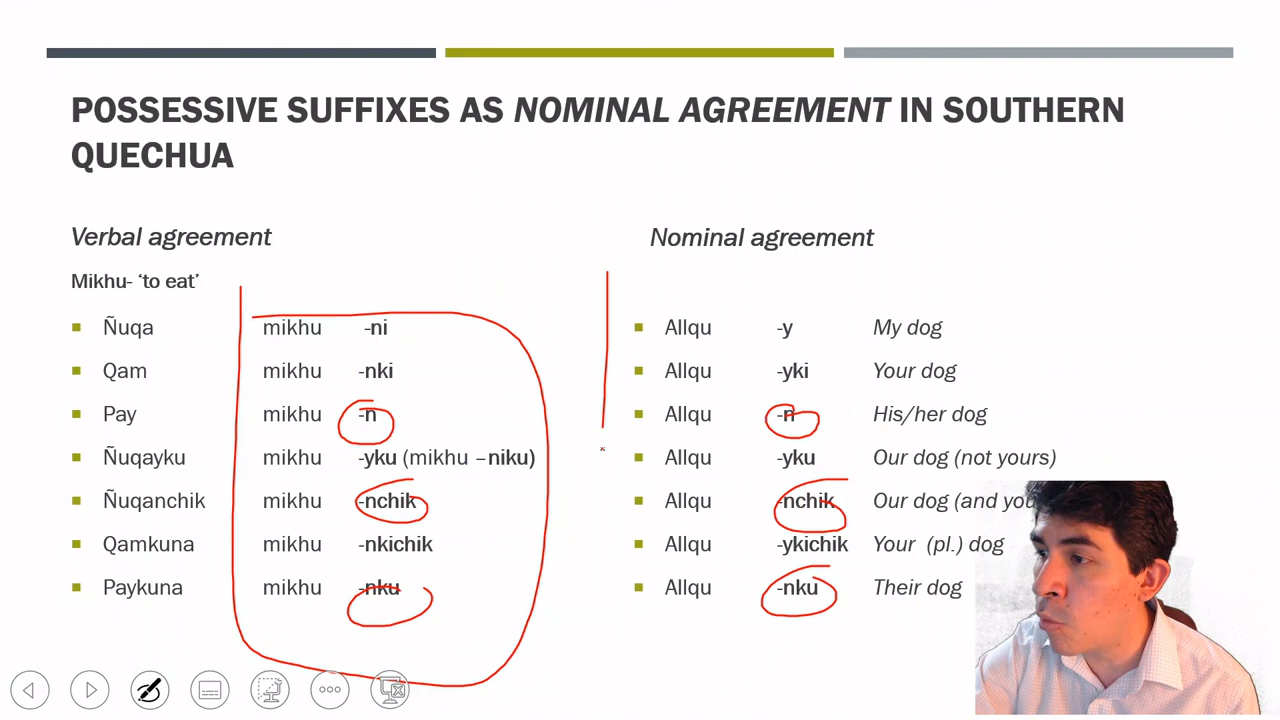 POSSESSIVE SUFFIXES AS NOMINAL AGREEMENT IN SOUTHERN
QUECHUA
Verbal agreement
Mikhu- ‘to eat’
Ñuqa mikhu -ni
Qam mikhu -nki
Pay mikhu -n
Ñuqayku mikhu -yku (mikhu –niku)
Ñuqanchik mikhu -nchik
Qamkuna mikhu -nkichik
Paykuna mikhu -nku
Nominal agreement
Allqu -y My dog
Allqu -yki Your dog
Allqu -n His/her dog
Allqu -yku Our dog (not yours)
Allqu -nchik Our dog (and
Allqu -ykichik Your (pl.) dog
Allqu -nku Their dog